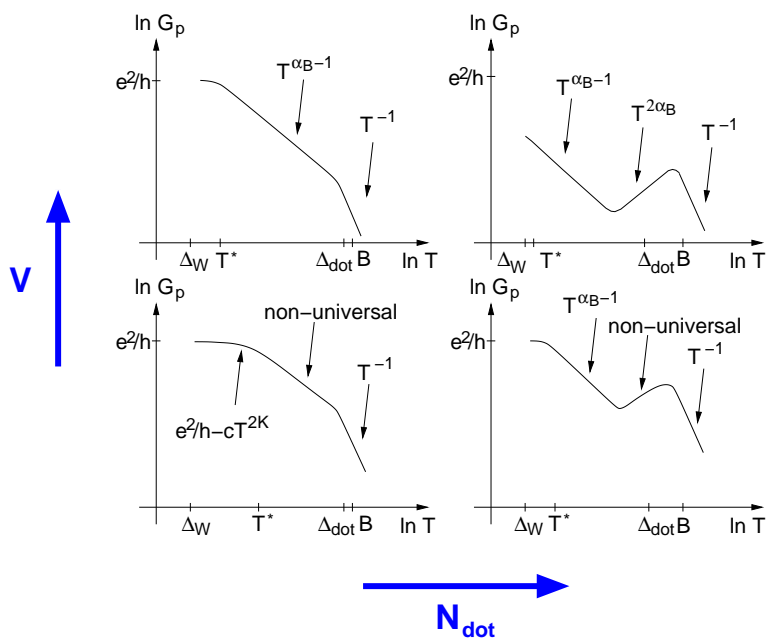 ln G_p
e²/h
T^{α_B−1}
T^{−1}
Δ_W T* Δ_dot B ln T
ln G_p
e²/h
T^{α_B−1}
T^{2α_B}
T^{−1}
Δ_W T* Δ_dot B ln T
V
ln G_p
e²/h
non−universal
T^{−1}
e²/h−cT^{2K}
Δ_W T* Δ_dot B ln T
ln G_p
e²/h
T^{α_B−1}
non−universal
T^{−1}
Δ_W T* Δ_dot B ln T
N_dot